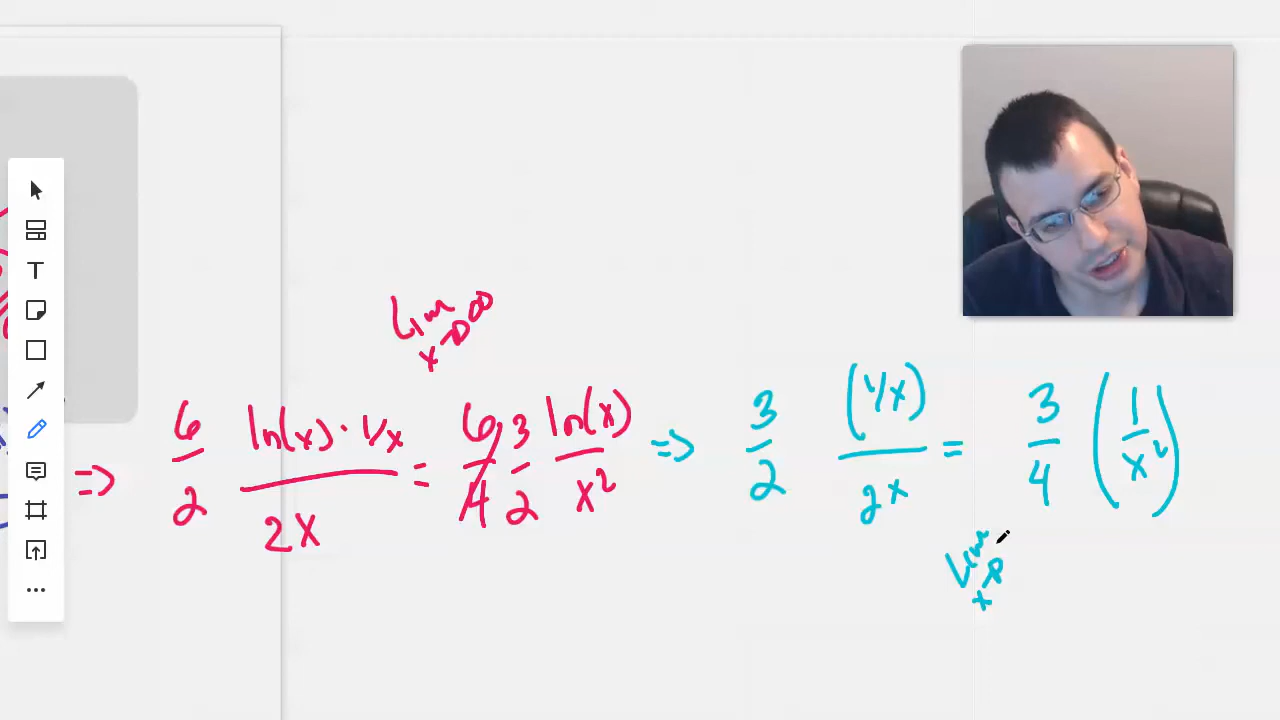 Lim x→∞
⇒ 6/2 ln(x)·1/x / 2x = 6/4 3/2 ln(x)/x² ⇒ 3/2 (1/x)/2x = 3/4 (1/x²)
Lim x→∞
T